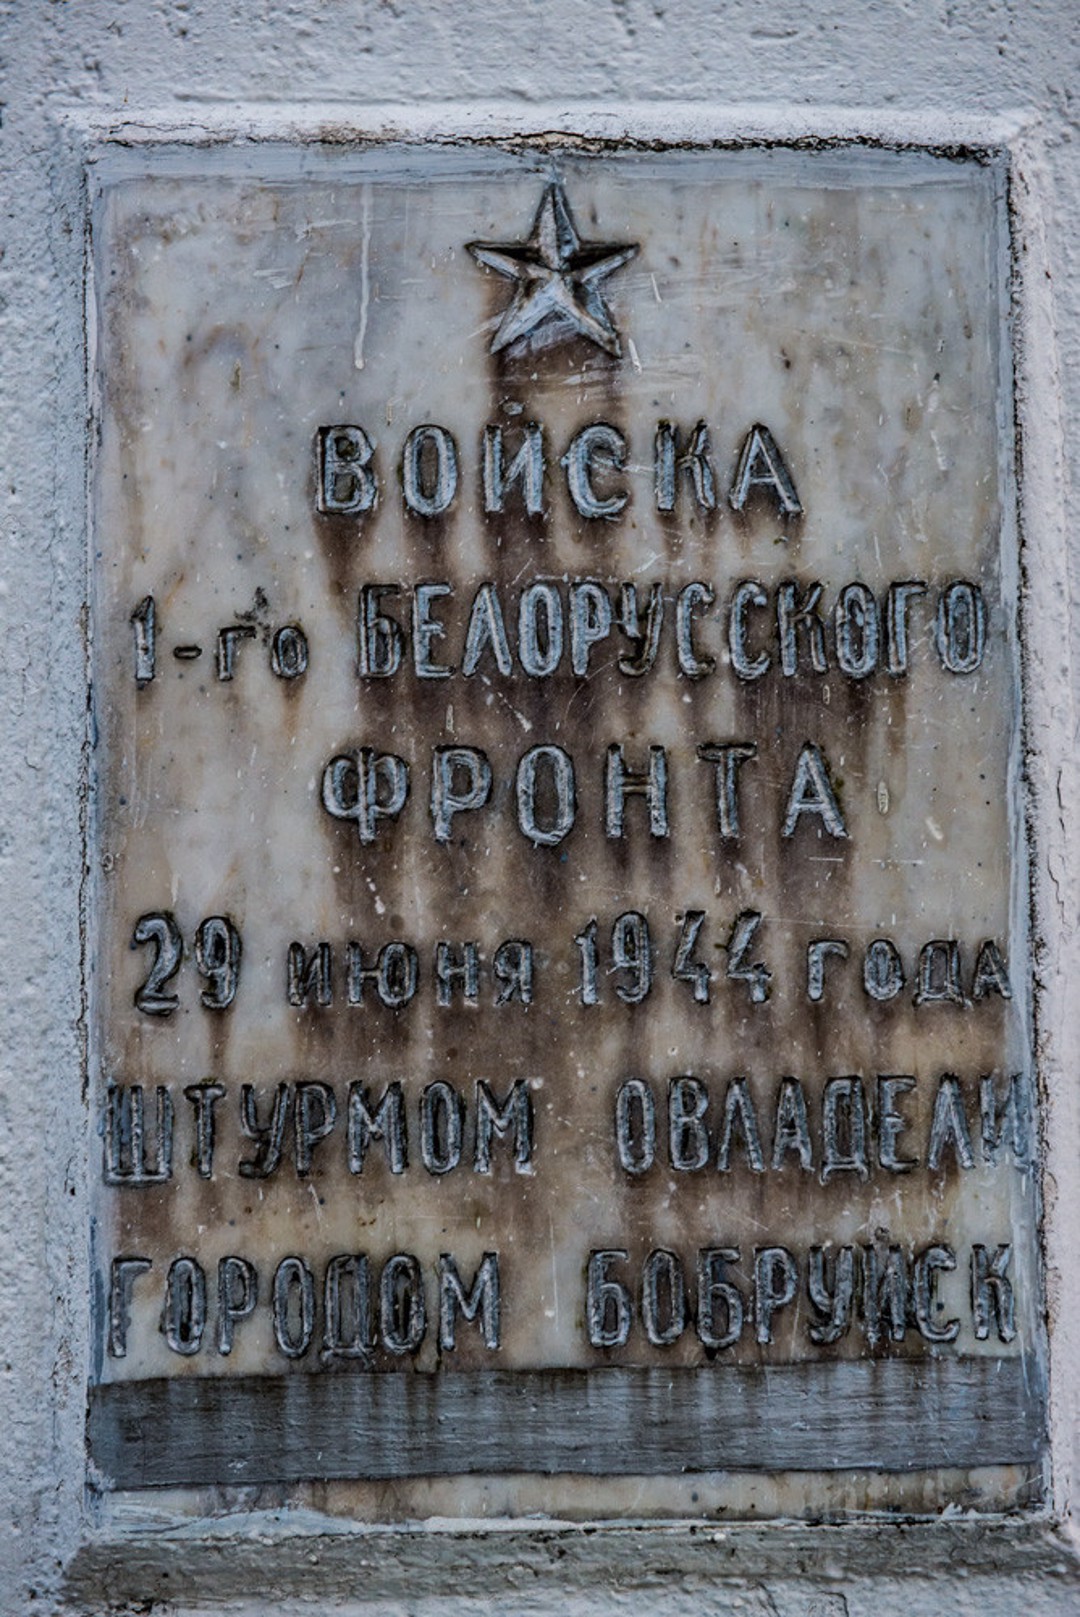 ВОЙСКА
1-го БЕЛОРУССКОГО
ФРОНТА
29 июня 1944 года
ШТУРМОМ ОВЛАДЕЛИ
ГОРОДОМ БОБРУЙСК